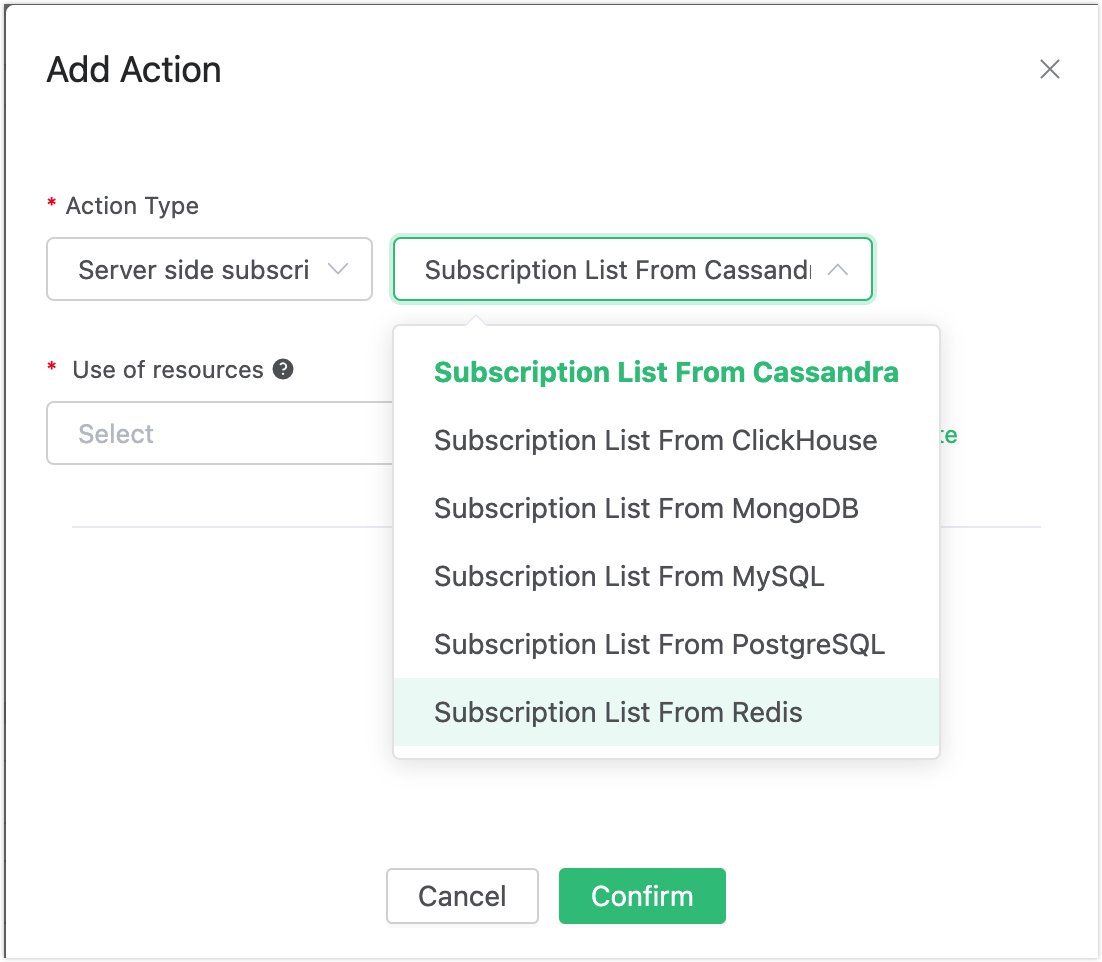 Add Action
* Action Type
Server side subscri
Subscription List From Cassand
* Use of resources ?
Select
Subscription List From Cassandra
Subscription List From ClickHouse
Subscription List From MongoDB
Subscription List From MySQL
Subscription List From PostgreSQL
Subscription List From Redis
Cancel
Confirm